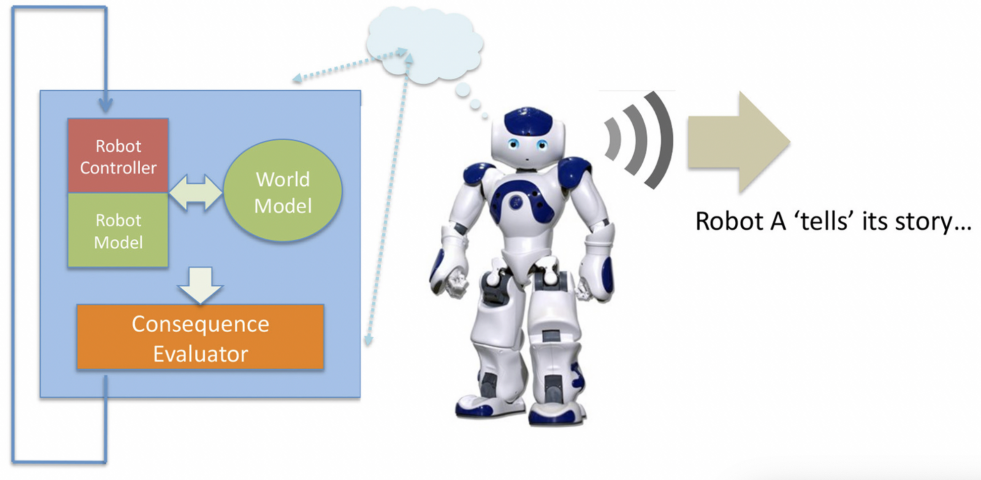 Robot
Controller
Robot
Model
World
Model
Consequence
Evaluator
Robot A ‘tells’ its story...